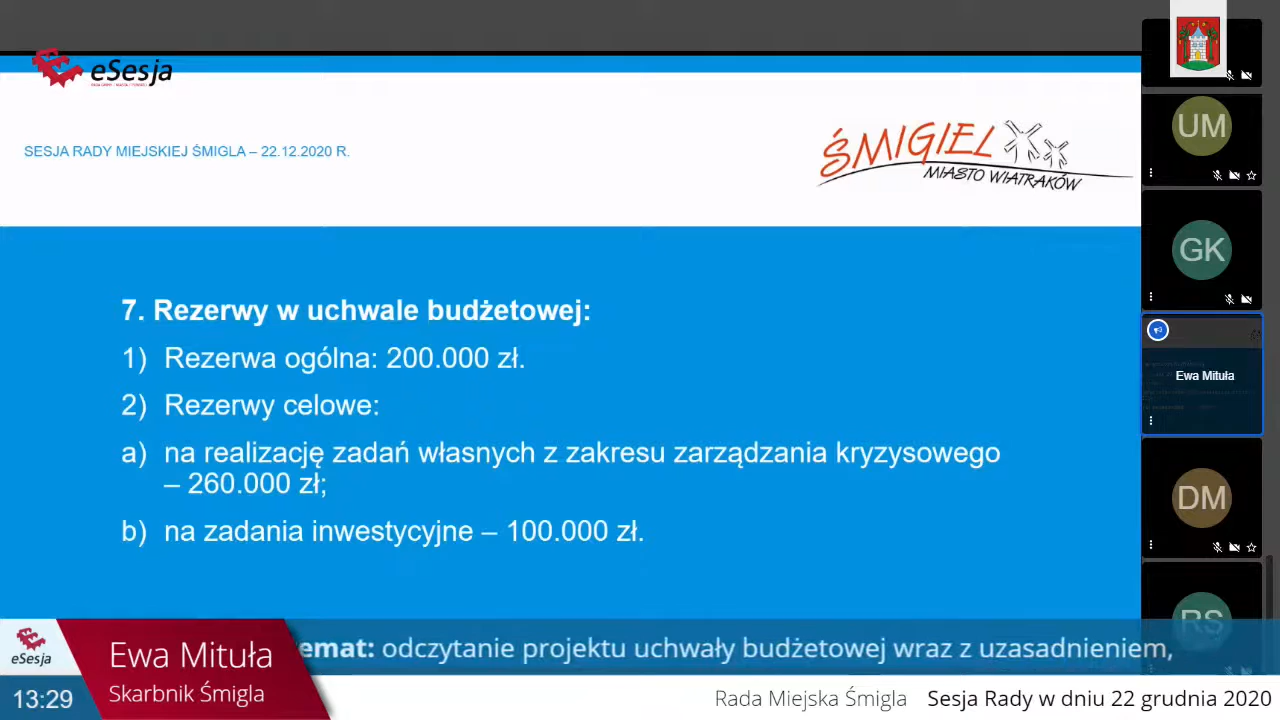 eSesja
SESJA RADY MIEJSKIEJ ŚMIGLA – 22.12.2020 R.
ŚMIGIEL
MIASTO WIATRAKÓW
7. Rezerwy w uchwale budżetowej:
1) Rezerwa ogólna: 200.000 zł.
2) Rezerwy celowe:
a) na realizację zadań własnych z zakresu zarządzania kryzysowego
– 260.000 zł;
b) na zadania inwestycyjne – 100.000 zł.
UM
GK
Ewa Mituła
DM
RS
eSesja
13:29
Ewa Mituła
Skarbnik Śmigla
emat: odczytanie projektu uchwały budżetowej wraz z uzasadnieniem,
Rada Miejska Śmigla Sesja Rady w dniu 22 grudnia 2020